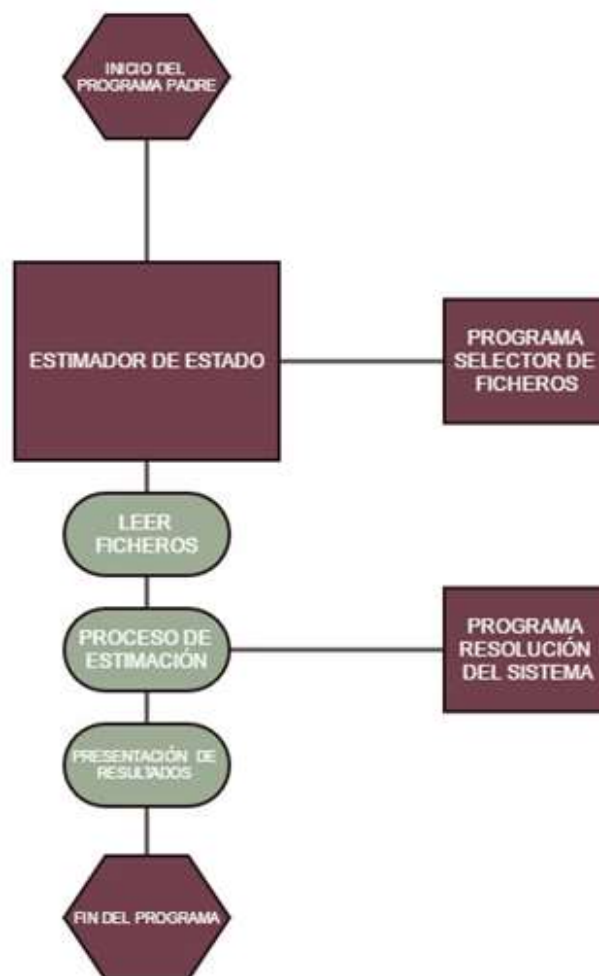 INICIO DEL
PROGRAMA PADRE
ESTIMADOR DE ESTADO
PROGRAMA
SELECTOR DE
FICHEROS
LEER
FICHEROS
PROCESO DE
ESTIMACIÓN
PROGRAMA
RESOLUCIÓN
DEL SISTEMA
PRESENTACIÓN DE
RESULTADOS
FIN DEL PROGRAMA